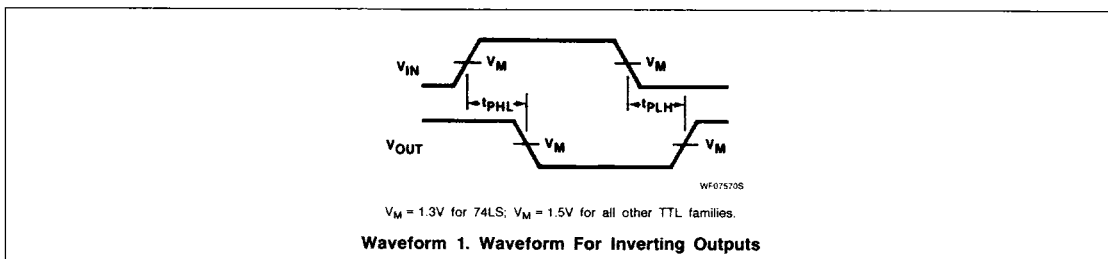 VIN
VM
VM
tPHL
tPLH
VOUT
VM
VM
WF07570S
VM = 1.3V for 74LS; VM = 1.5V for all other TTL families.
Waveform 1. Waveform For Inverting Outputs